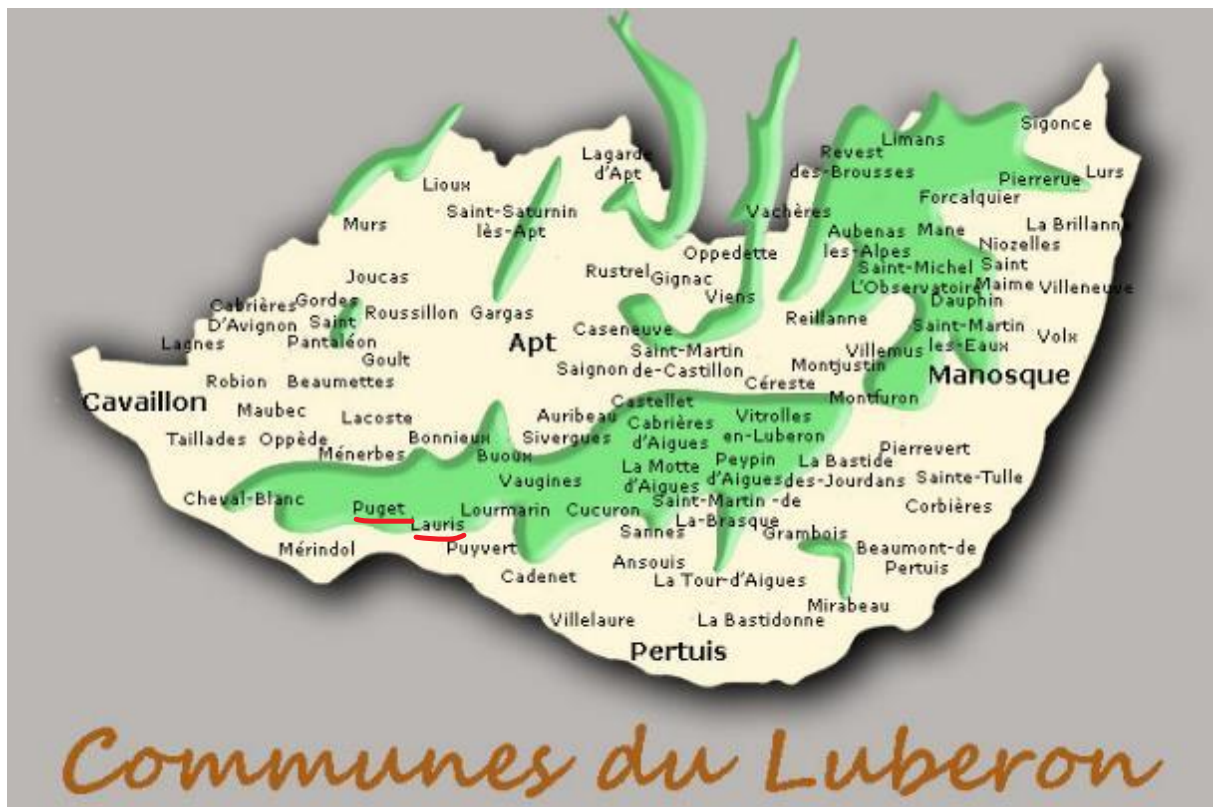 Sigonce
Limans
Revest
des-Brousses
Lagarde
d'Apt
Lurs
Pierrerue
Lioux
Forcalquier
Saint-Saturnin
lès-Apt
Vachères
Murs
La Brillann
Aubenas
les-Alpes
Mane
Niozelles
Oppedette
Saint-Michel
L'Observatoire
Saint
Maime
Rustrel
Gignac
Joucas
Villeneuve
Viens
Dauphin
Cabrières
D'Avignon
Gordes
Roussillon
Gargas
Saint
Pantaléon
Reillanne
Caseneuve
Saint-Martin
les-Eaux
Volx
Lagnes
Apt
Saint-Martin
de-Castillon
Villemus
Goult
Saignon
Montjustin
Manosque
Robion
Beaumettes
Céreste
Cavaillon
Castellet
Montfuron
Maubec
Lacoste
Auribeau
Cabrières
d'Aigues
Vitrolles
en-Luberon
Taillades
Oppède
Bonnieux
Sivergues
Ménerbes
Buoux
Pierrevert
La Motte
d'Aigues
Peypin
d'Aigues
La Bastide
des-Jourdans
Vaugines
Sainte-Tulle
Cheval-Blanc
Saint-Martin -de
La-Brasque
Puget
Lourmarin
Cucuron
Corbières
Lauris
Sannes
Grambois
Mérindol
Puyvert
Beaumont-de
Pertuis
Ansouis
Cadenet
La Tour-d'Aigues
Mirabeau
Villelaure
La Bastidonne
Pertuis
Communes du Luberon